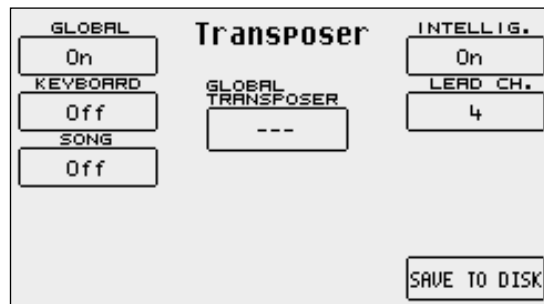 GLOBAL
On
KEYBOARD
Off
SONG
Off
Transposer
GLOBAL
TRANSPOSER
---
INTELLIG.
On
LEAD CH.
4
SAVE TO DISK